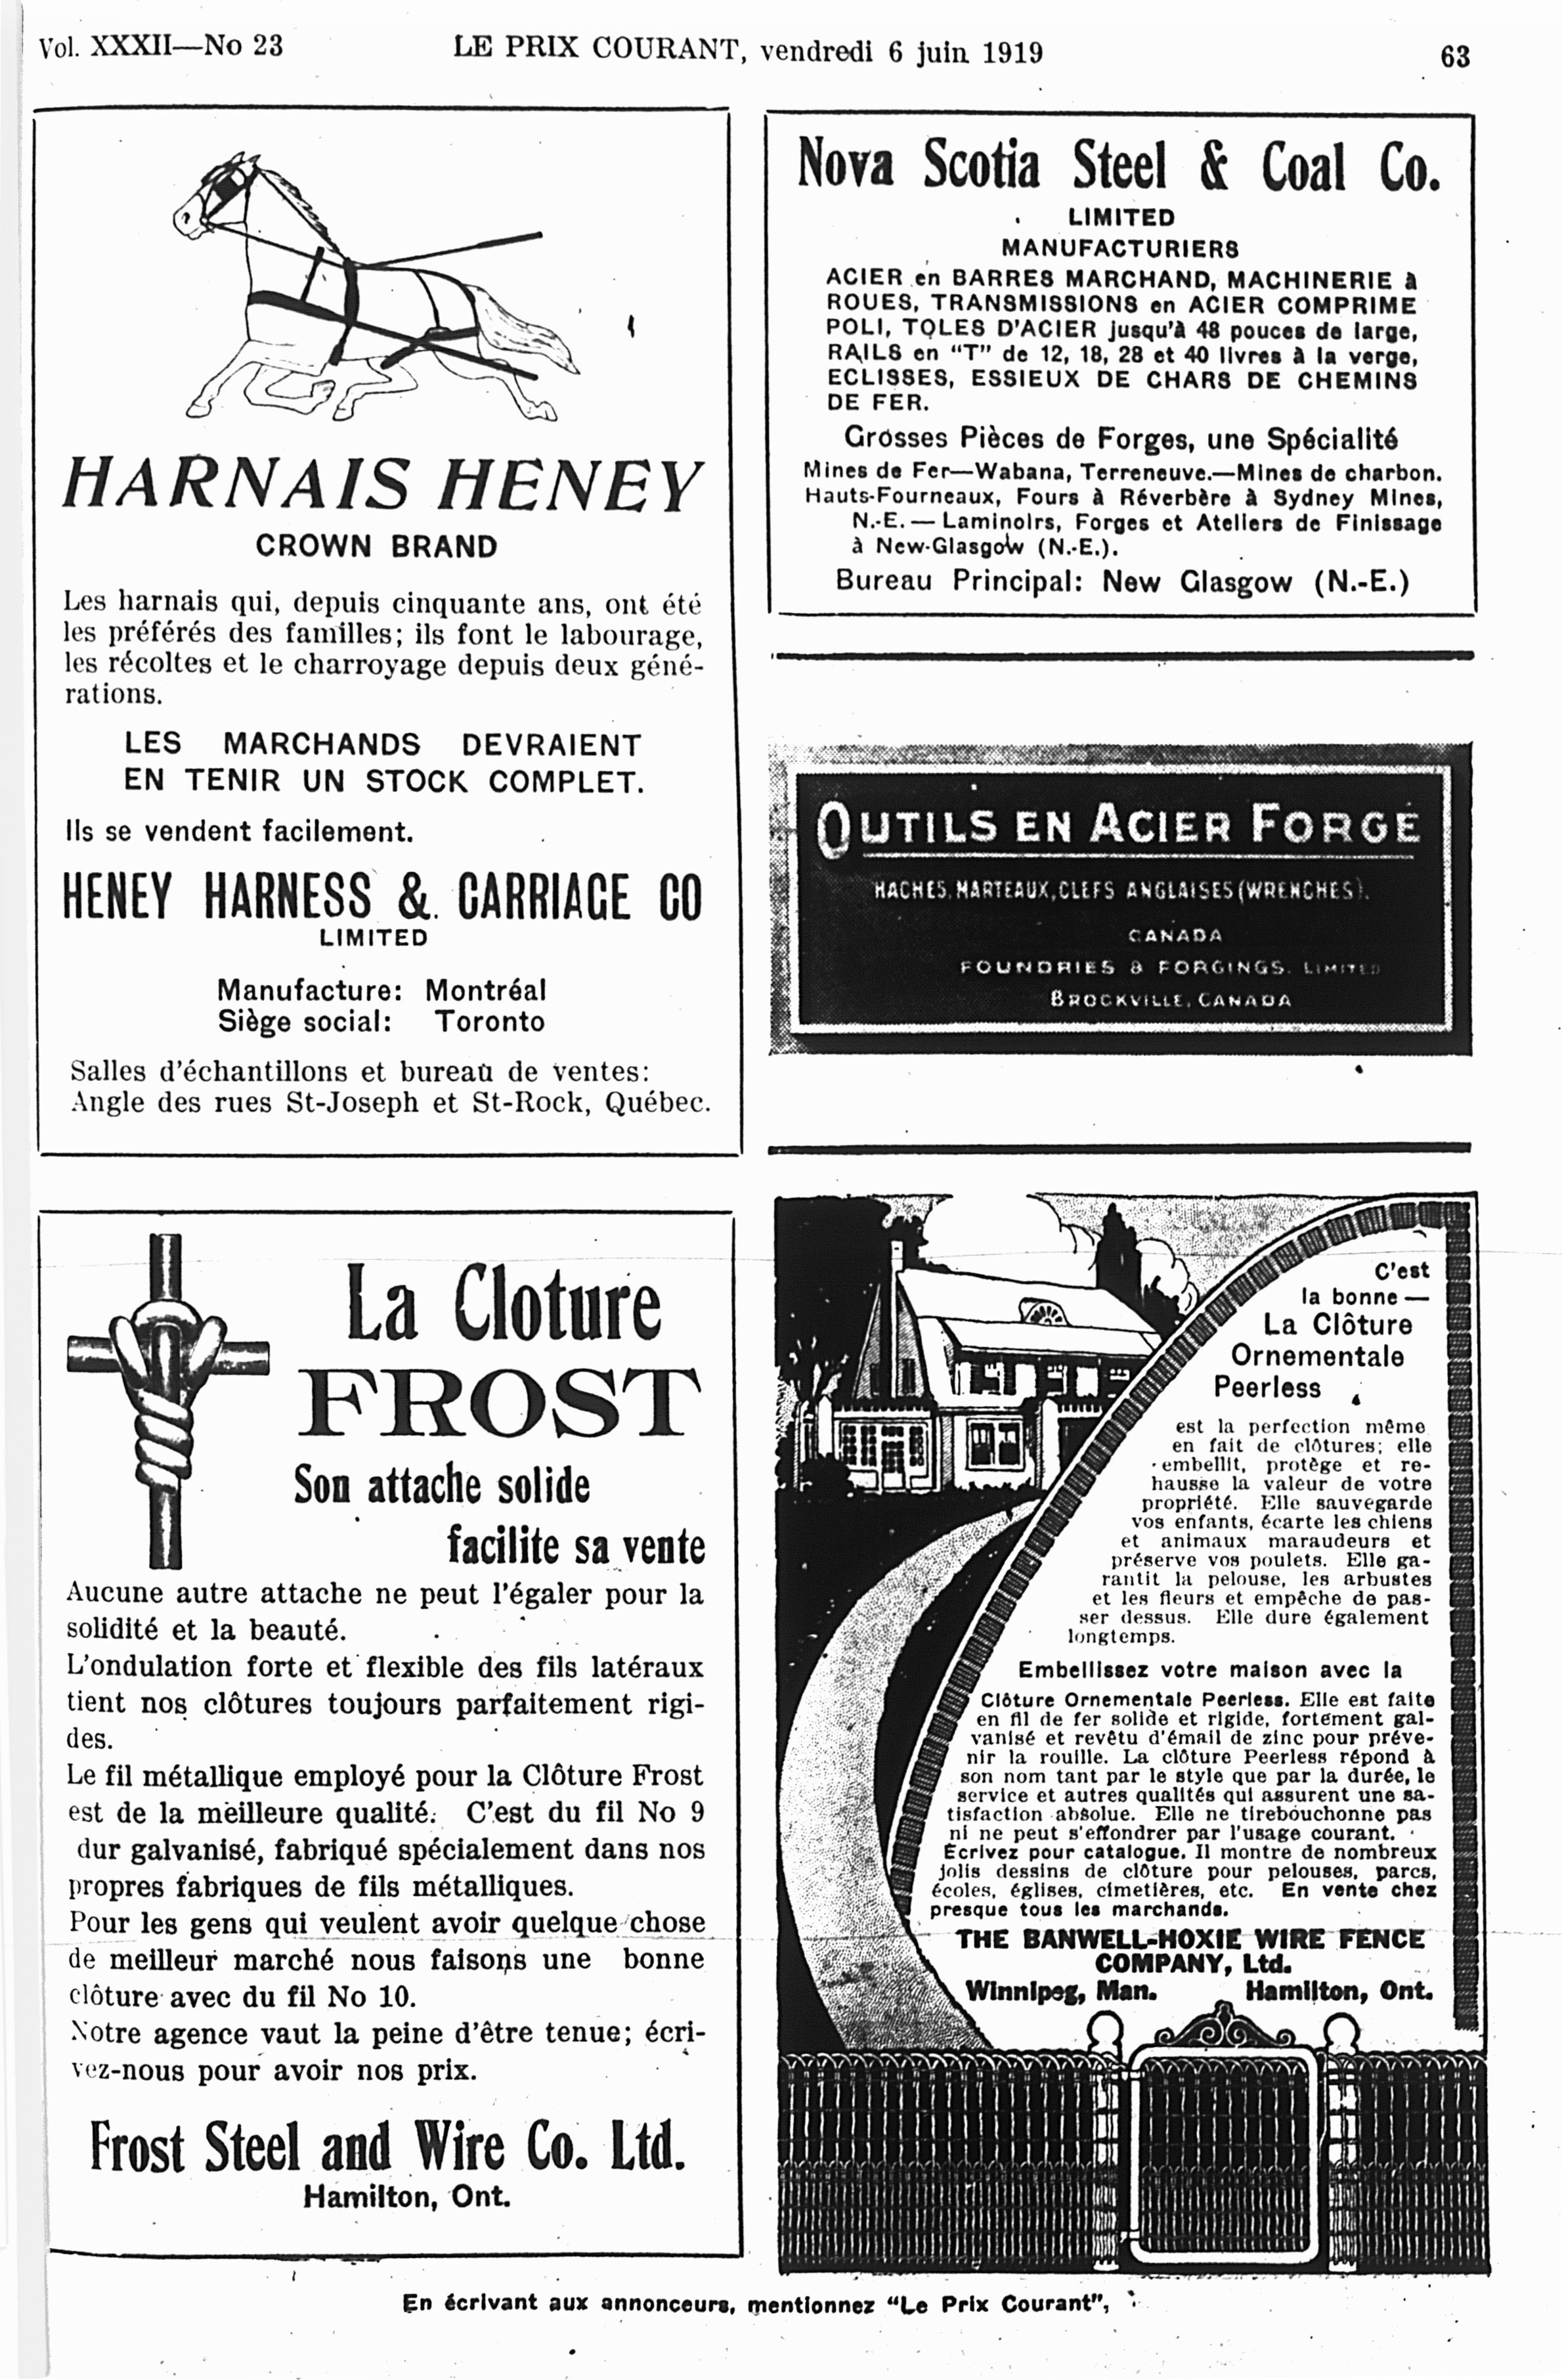 Vol. XXXII—No 23
LE PRIX COURANT, vendredi 6 juin 1919
63
HARNAIS HENEY
CROWN BRAND
Les harnais qui, depuis cinquante ans, ont été
les préférés des familles; ils font le labourage,
les récoltes et le charroyage depuis deux géné-
rations.
LES MARCHANDS DEVRAIENT
EN TENIR UN STOCK COMPLET.
Ils se vendent facilement.
HENEY HARNESS & CARRIAGE CO
LIMITED
Manufacture: Montréal
Siège social: Toronto
Salles d'échantillons et bureau de ventes:
Angle des rues St-Joseph et St-Rock, Québec.
La Cloture
FROST
Son attache solide
facilite sa vente
Aucune autre attache ne peut l'égaler pour la
solidité et la beauté.
L'ondulation forte et flexible des fils latéraux
tient nos clôtures toujours parfaitement rigi-
des.
Le fil métallique employé pour la Clôture Frost
est de la meilleure qualité. C'est du fil No 9
dur galvanisé, fabriqué spécialement dans nos
propres fabriques de fils métalliques.
Pour les gens qui veulent avoir quelque chose
de meilleur marché nous faisons une bonne
clôture avec du fil No 10.
Notre agence vaut la peine d'être tenue; écri-
vez-nous pour avoir nos prix.
Frost Steel and Wire Co. Ltd.
Hamilton, Ont.
Nova Scotia Steel & Coal Co.
LIMITED
MANUFACTURIERS
ACIER en BARRES MARCHAND, MACHINERIE à
ROUES, TRANSMISSIONS en ACIER COMPRIME
POLI, TOLES D'ACIER jusqu'à 48 pouces de large,
RAILS en "T" de 12, 18, 28 et 40 livres à la verge,
ECLISSES, ESSIEUX DE CHARS DE CHEMINS
DE FER.
Grosses Pièces de Forges, une Spécialité
Mines de Fer—Wabana, Terreneuve.—Mines de charbon.
Hauts-Fourneaux, Fours à Réverbère à Sydney Mines,
N.-E.— Laminoirs, Forges et Ateliers de Finissage
à New-Glasgow (N.-E.).
Bureau Principal: New Glasgow (N.-E.)
OUTILS EN ACIER FORGÉ
HACHES, MARTEAUX, CLEFS ANGLAISES (WRENCHES).
CANADA
FOUNDRIES & FORGINGS, LIMITED
BROCKVILLE, CANADA
C'est
la bonne —
La Clôture
Ornementale
Peerless
est la perfection même
en fait de clôtures; elle
embellit, protège et re-
hausse la valeur de votre
propriété. Elle sauvegarde
vos enfants, écarte les chiens
et animaux maraudeurs et
préserve vos poulets. Elle ga-
rantit la pelouse, les arbustes
et les fleurs et empêche de pas-
ser dessus. Elle dure également
longtemps.
Embellissez votre maison avec la
Clôture Ornementale Peerless. Elle est faite
en fil de fer solide et rigide, fortement gal-
vanisé et revêtu d'émail de zinc pour préve-
nir la rouille. La clôture Peerless répond à
son nom tant par le style que par la durée, le
service et autres qualités qui assurent une sa-
tisfaction absolue. Elle ne tirebouchonne pas
ni ne peut s'effondrer par l'usage courant.
Écrivez pour catalogue. Il montre de nombreux
jolis dessins de clôture pour pelouses, parcs,
écoles, églises, cimetières, etc. En vente chez
presque tous les marchands.
THE BANWELL-HOXIE WIRE FENCE
COMPANY, Ltd.
Winnipeg, Man. Hamilton, Ont.
En écrivant aux annonceurs, mentionnez "Le Prix Courant",